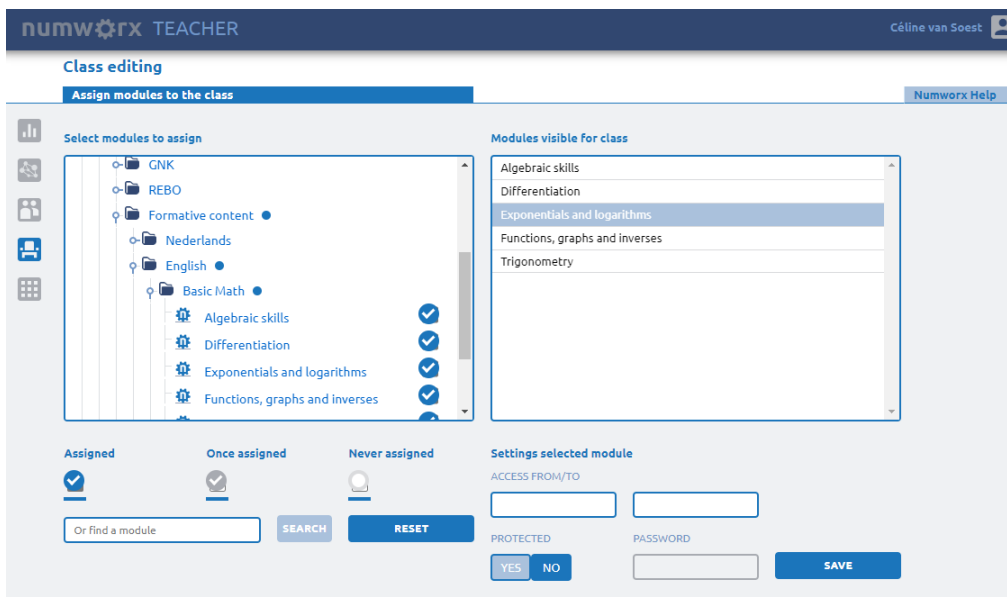 numworx TEACHER
Céline van Soest
Class editing
Assign modules to the class
Numworx Help
Select modules to assign
GNK
REBO
Formative content
Nederlands
English
Basic Math
Algebraic skills
Differentiation
Exponentials and logarithms
Functions, graphs and inverses
Modules visible for class
Algebraic skills
Differentiation
Exponentials and logarithms
Functions, graphs and inverses
Trigonometry
Assigned
Once assigned
Never assigned
Or find a module
SEARCH
RESET
Settings selected module
ACCESS FROM/TO
PROTECTED
PASSWORD
YES
NO
SAVE